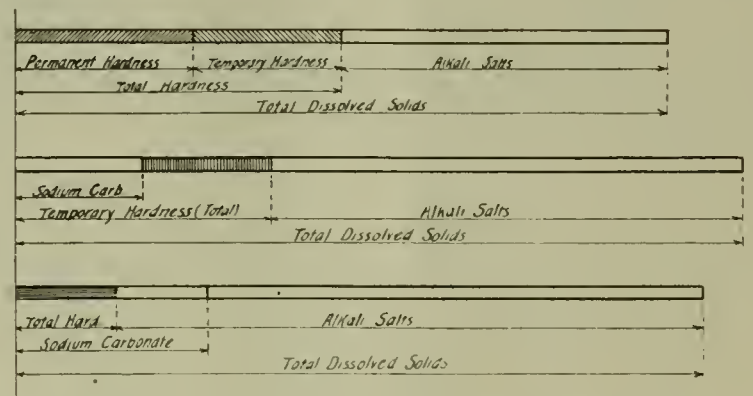 Permanent Hardness Temporary Hardness Alkali Salts
Total Hardness
Total Dissolved Solids
Sodium Carb
Temporary Hardness (Total) Alkali Salts
Total Dissolved Solids
Total Hard Alkali Salts
Sodium Carbonate
Total Dissolved Solids